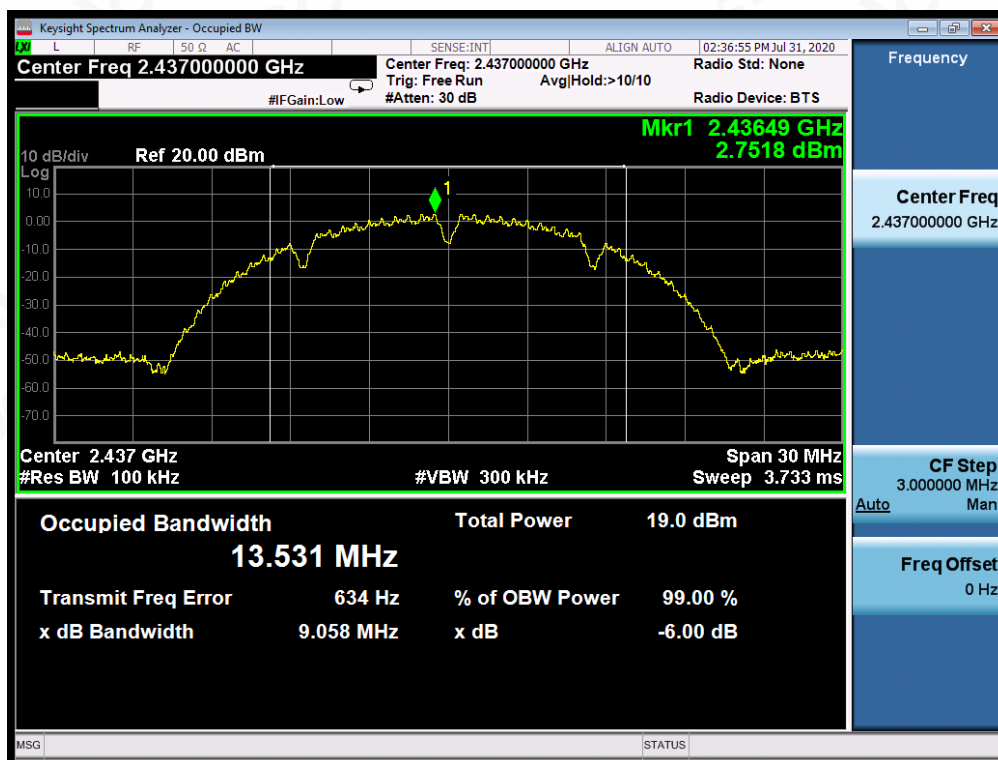 Keysight Spectrum Analyzer - Occupied BW
LXI L RF 50 Ω AC SENSE:INT ALIGN AUTO 02:36:55 PM Jul 31, 2020
Center Freq 2.437000000 GHz
Center Freq: 2.437000000 GHz
Radio Std: None
Trig: Free Run Avg|Hold:>10/10
#IFGain:Low
#Atten: 30 dB
Radio Device: BTS
Mkr1 2.43649 GHz
2.7518 dBm
10 dB/div Ref 20.00 dBm
Log
1
10.0
0.00
-10.0
-20.0
-30.0
-40.0
-50.0
-60.0
-70.0
Center 2.437 GHz Span 30 MHz
#Res BW 100 kHz #VBW 300 kHz Sweep 3.733 ms
Occupied Bandwidth Total Power 19.0 dBm
13.531 MHz
Transmit Freq Error 634 Hz % of OBW Power 99.00 %
x dB Bandwidth 9.058 MHz x dB -6.00 dB
Frequency
Center Freq
2.437000000 GHz
CF Step
3.000000 MHz
Auto Man
Freq Offset
0 Hz
MSG STATUS